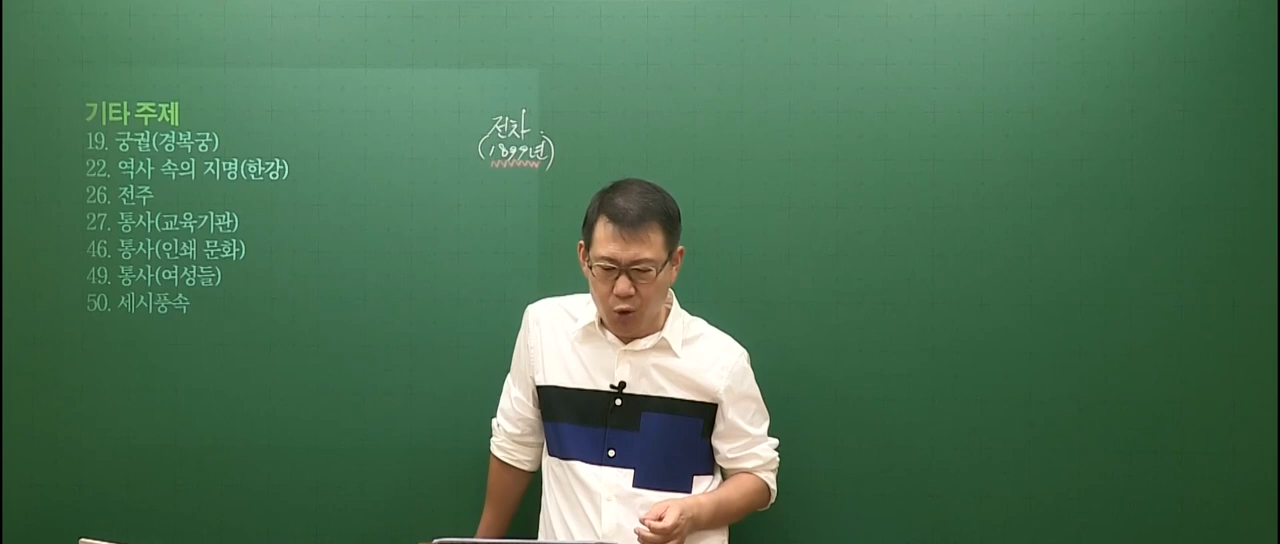 기타 주제
19. 궁궐(경복궁)
22. 역사 속의 지명(한강)
26. 전주
27. 통사(교육기관)
46. 통사(인쇄 문화)
49. 통사(여성들)
50. 세시풍속
전차
(1899년)